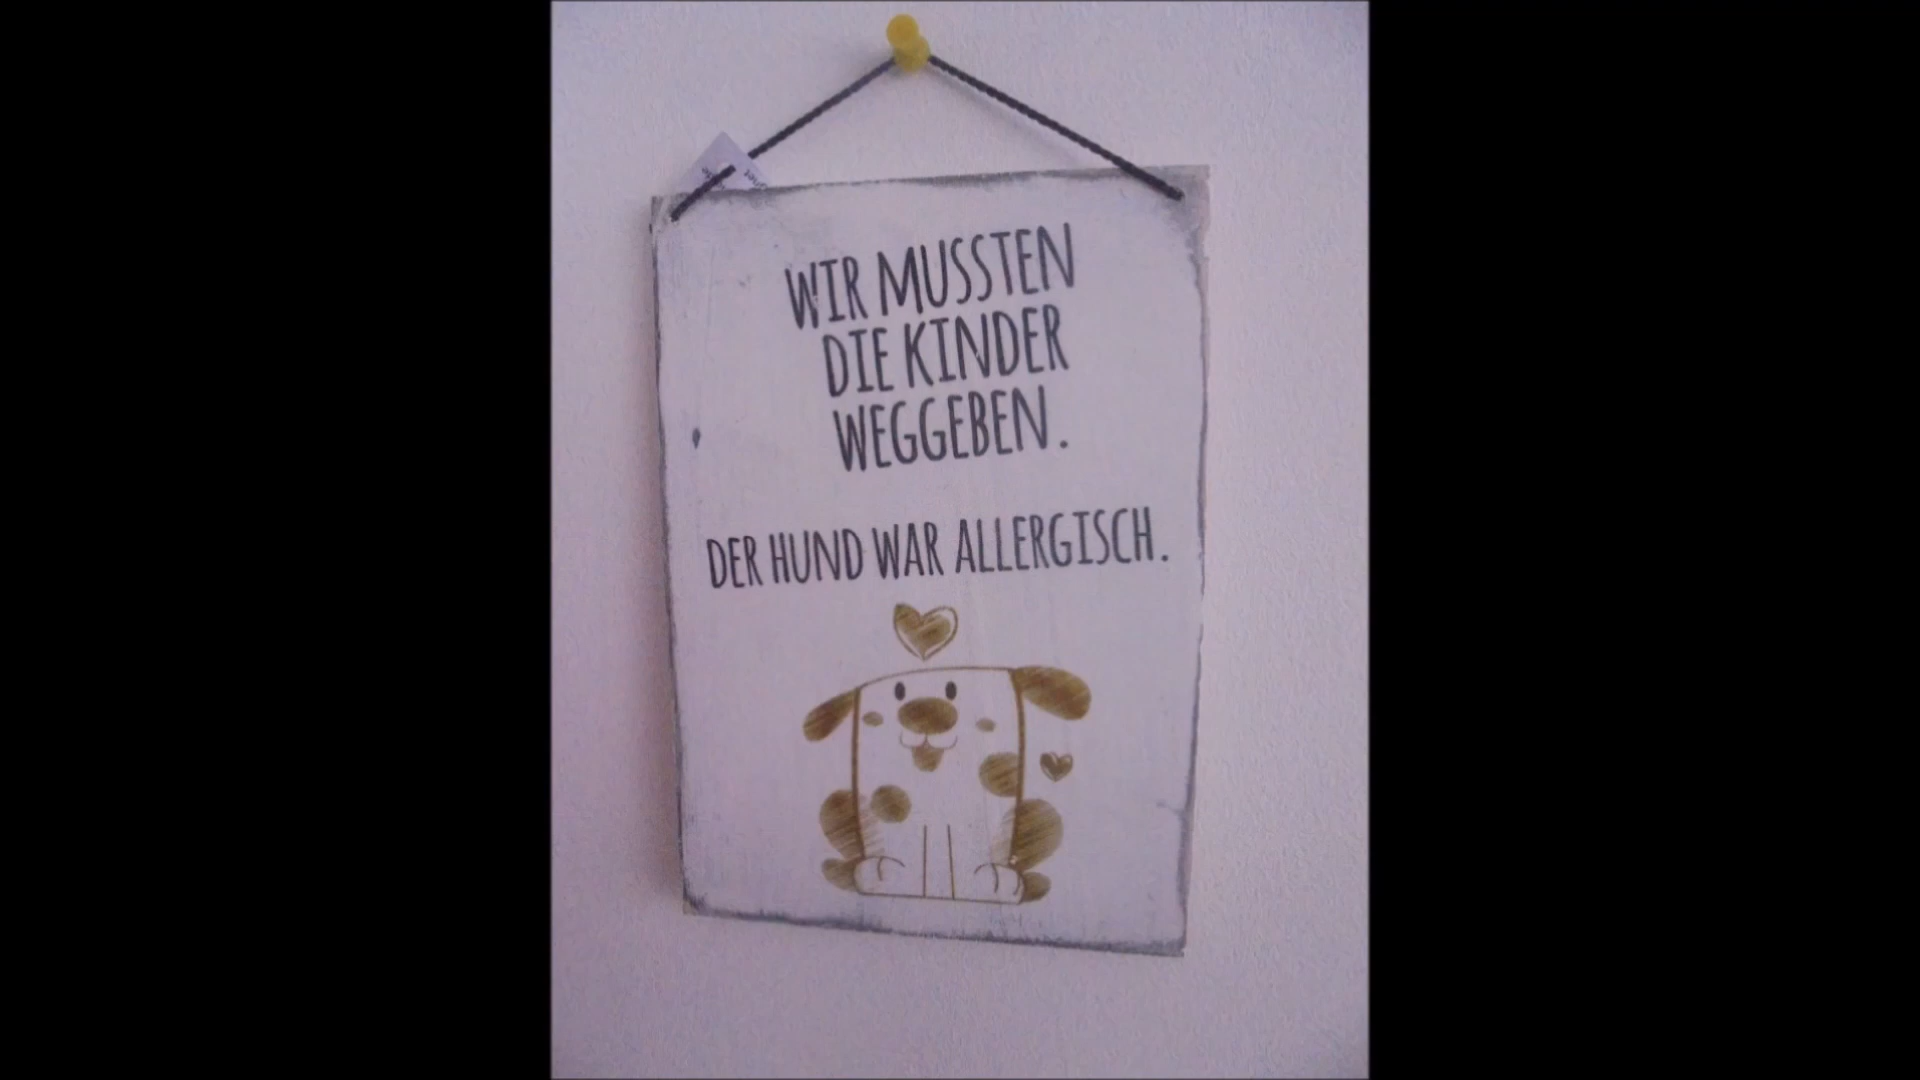 WIR MUSSTEN
DIE KINDER
WEGGEBEN.
DER HUND WAR ALLERGISCH.